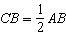 CB = 1/2 AB